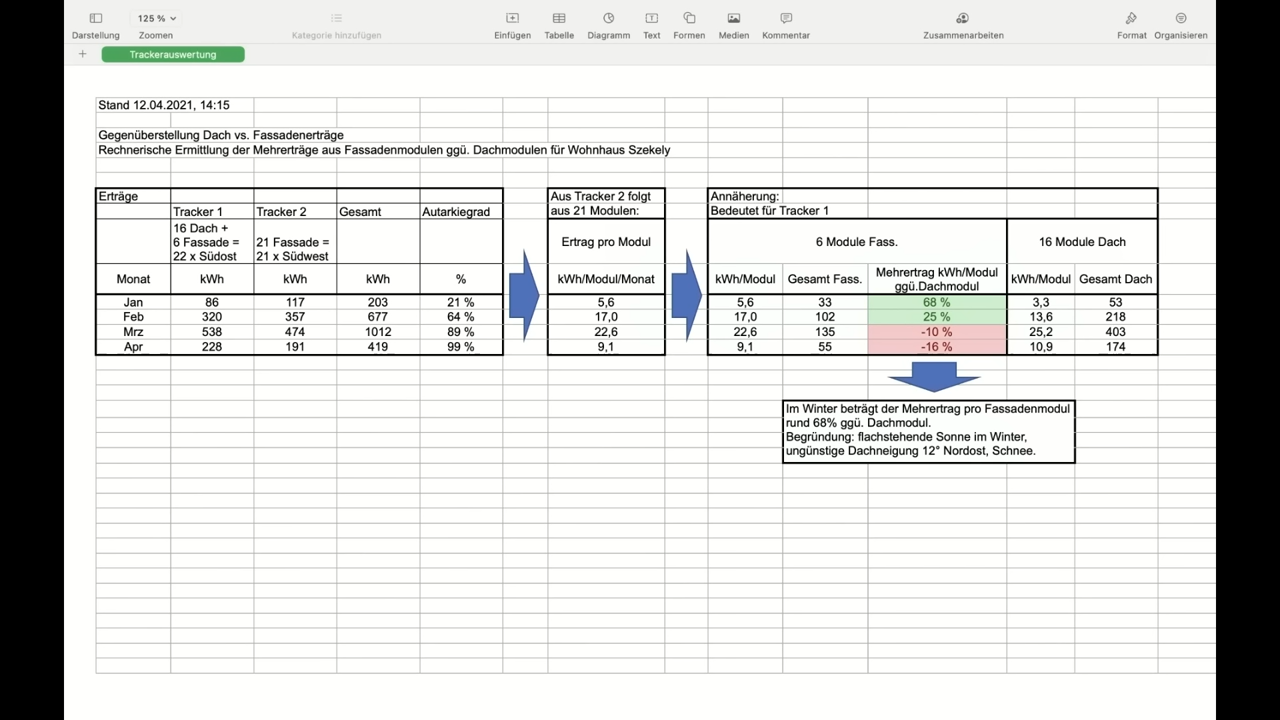 125 %
Darstellung Zoomen Kategorie hinzufügen Einfügen Tabelle Diagramm Text Formen Medien Kommentar Zusammenarbeiten Format Organisieren
+ Trackerauswertung
Stand 12.04.2021, 14:15
Gegenüberstellung Dach vs. Fassadenerträge
Rechnerische Ermittlung der Mehrerträge aus Fassadenmodulen ggü. Dachmodulen für Wohnhaus Szekely
Erträge
Tracker 1 Tracker 2 Gesamt Autarkiegrad
16 Dach +
6 Fassade =
22 x Südost
21 Fassade =
21 x Südwest
Monat kWh kWh kWh %
Jan 86 117 203 21 %
Feb 320 357 677 64 %
Mrz 538 474 1012 89 %
Apr 228 191 419 99 %
Aus Tracker 2 folgt
aus 21 Modulen:
Ertrag pro Modul
kWh/Modul/Monat
5,6
17,0
22,6
9,1
Annäherung:
Bedeutet für Tracker 1
6 Module Fass. 16 Module Dach
kWh/Modul Gesamt Fass. Mehrertrag kWh/Modul
ggü.Dachmodul
kWh/Modul Gesamt Dach
5,6 33 68 % 3,3 53
17,0 102 25 % 13,6 218
22,6 135 -10 % 25,2 403
9,1 55 -16 % 10,9 174
Im Winter beträgt der Mehrertrag pro Fassadenmodul
rund 68% ggü. Dachmodul.
Begründung: flachstehende Sonne im Winter,
ungünstige Dachneigung 12° Nordost, Schnee.